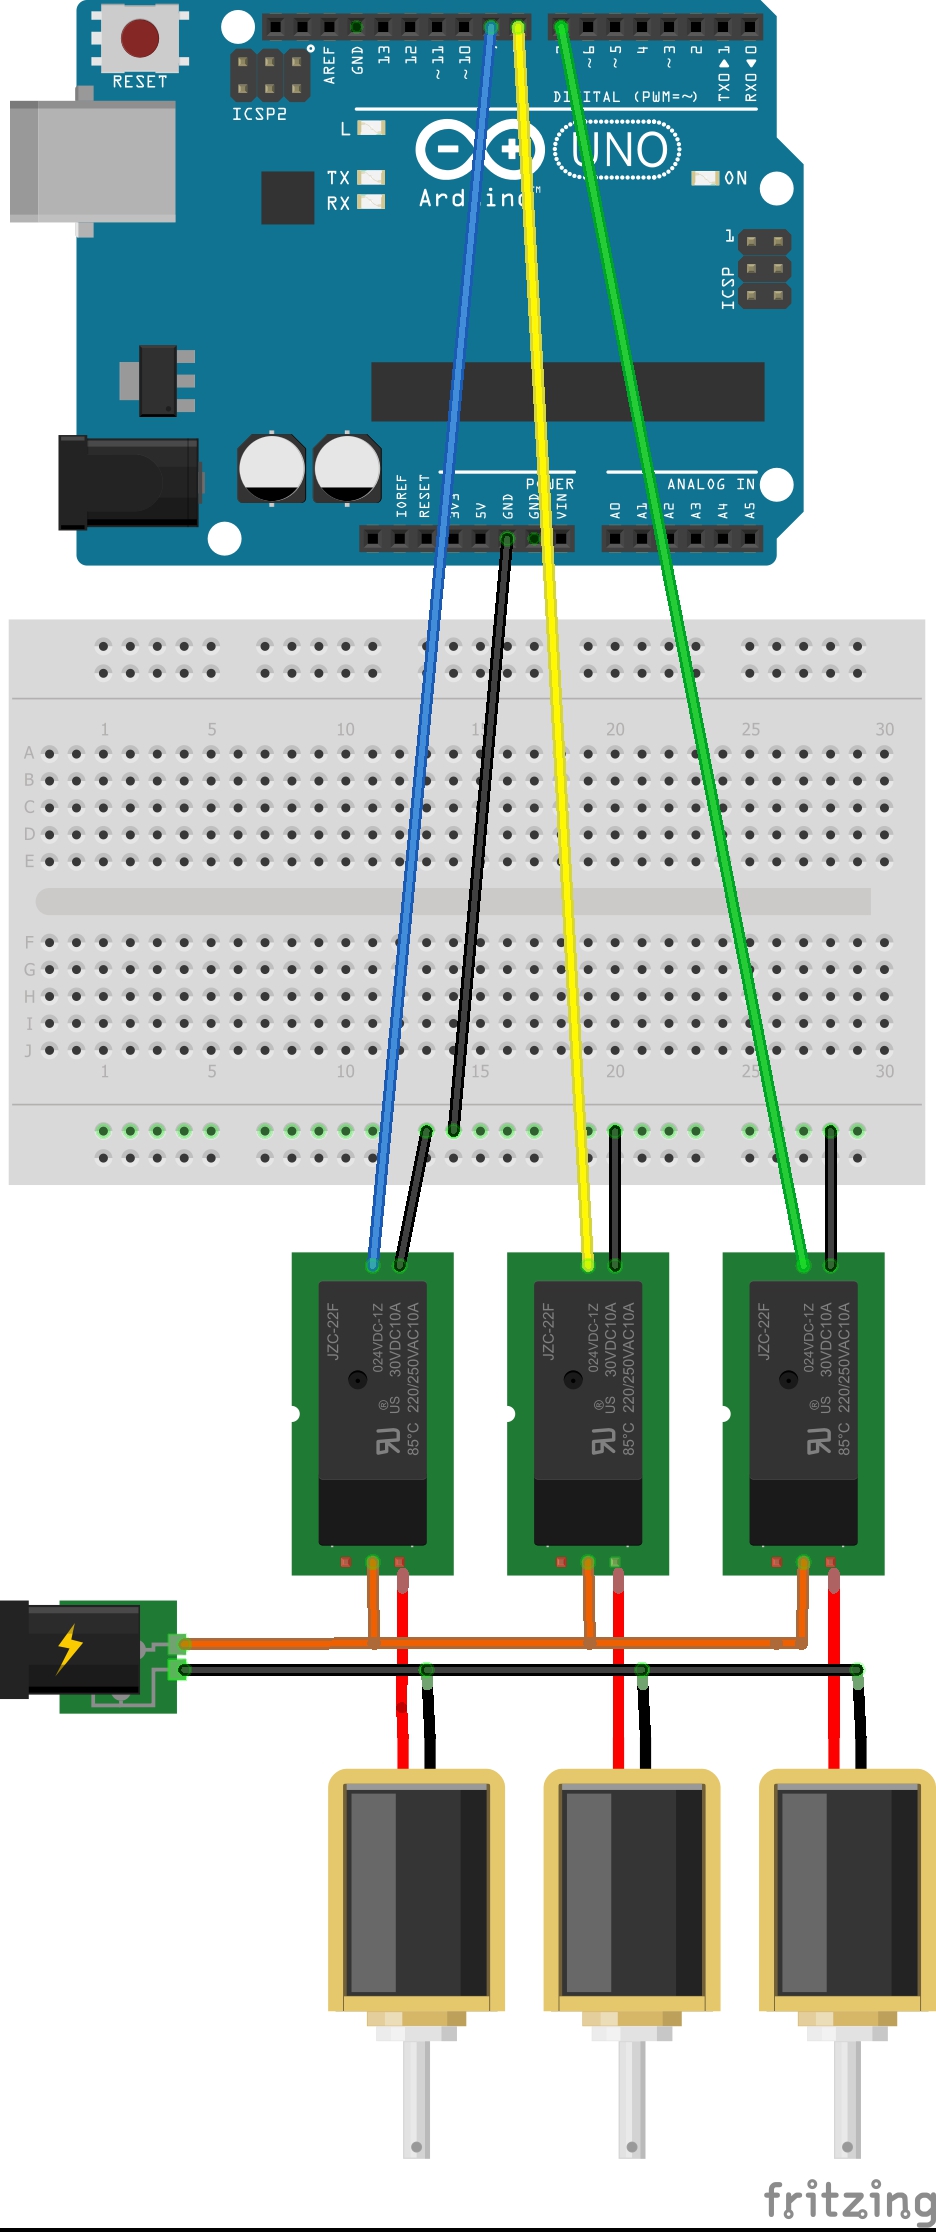 RESET
ICSP2
AREF
GND
13
12
~11
~10
~6
~5
4
~3
2
TX0▶1
RX0◀0
DIGITAL (PWM=~)
L
TX
RX
UNO
ON
Arduino™
1
ICSP
IOREF
RESET
3V3
5V
GND
GND
VIN
POWER
A0
A1
A2
A3
A4
A5
ANALOG IN
1 5 10 15 20 25 30
A
B
C
D
E
F
G
H
I
J
1 5 10 15 20 25 30
JZC-22F
024VDC-1Z
30VDC10A
220/250VAC10A
® US
85°C
JZC-22F
024VDC-1Z
30VDC10A
220/250VAC10A
® US
85°C
JZC-22F
024VDC-1Z
30VDC10A
220/250VAC10A
® US
85°C
fritzing